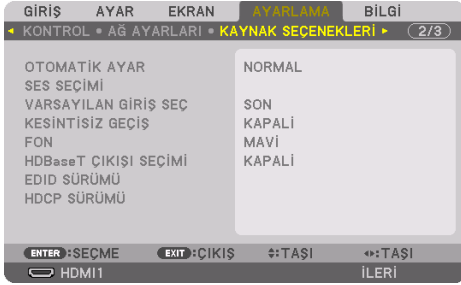 GİRİŞ AYAR EKRAN AYARLAMA BİLGİ
◂ KONTROL • AĞ AYARLARI • KAYNAK SEÇENEKLERİ ▸ 2/3
OTOMATİK AYAR NORMAL
SES SEÇİMİ
VARSAYILAN GİRİŞ SEÇ SON
KESİNTİSİZ GEÇİŞ KAPALİ
FON MAVİ
HDBaseT ÇIKIŞI SEÇİMİ KAPALİ
EDID SÜRÜMÜ
HDCP SÜRÜMÜ
ENTER :SEÇME EXIT :ÇIKIŞ :TAŞI :TAŞI
HDMI1 İLERİ